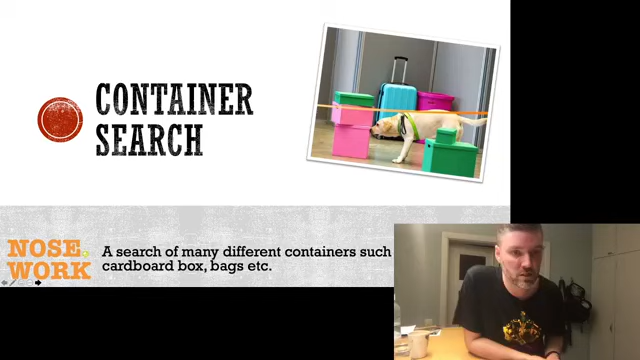 CONTAINER
SEARCH
NOSE
WORK
A search of many different containers such
cardboard box, bags etc.